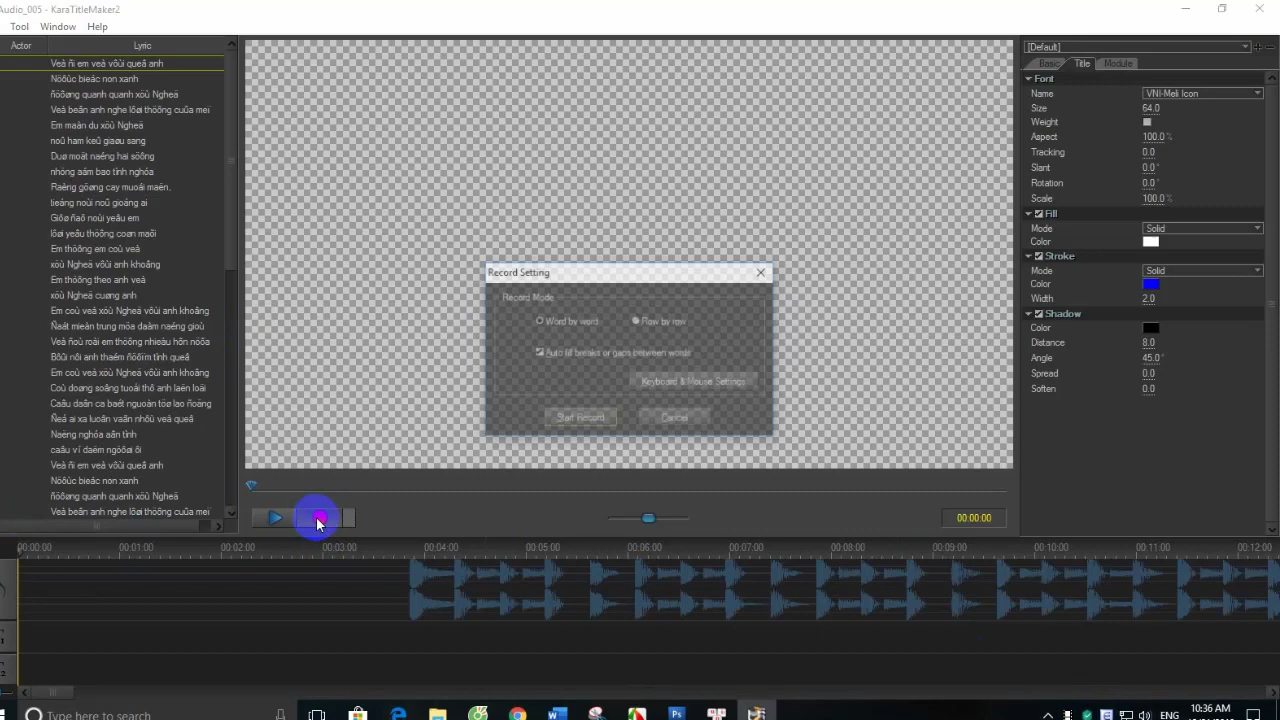 Audio_005 - KaraTitleMaker2
Tool Window Help
Actor Lyric
Veà ñi em veà vôùi queâ anh
Nöôùc bieác non xanh
ñöôøng quanh quanh xöù Ngheä
Veà beân anh nghe lôøi thöông cuûa meï
Em maàn du xöù Ngheä
noû ham keû giaøu sang
Duø moät naéng hai söông
nhöng aám bao tình nghóa
Raèng göøng cay muoái maën.
tieáng noùi noû gioáng ai
Giôø ñaõ noùi yeâu em
lôøi yeâu thöông coøn maõi
Em thöông em cuù veà
xöù Ngheä vôùi anh khoâng
Em thöông theo anh veà
xöù Ngheä cuøng anh
Em coù veà xöù Ngheä vôùi anh khoâng
Ñaát mieàn trung möa daàm naéng gioù
Veà ñoù roài em thöông nhieàu hôn nöõa
Bôûi nôi anh thaém ñöôïm tình queâ
Em coù veà xöù Ngheä vôùi anh khoâng
Coù doøng soâng tuoåi thô anh laén loäi
Caâu daân ca baét nguoàn töø lao ñoäng
Ñeå ai xa luoân vaãn nhôù veà queâ
Naëng nghóa aân tình
caâu ví daëm ngöôøi ôi
Veà ñi em veà vôùi queâ anh
Nöôùc bieác non xanh
ñöôøng quanh quanh xöù Ngheä
Veà beân anh nghe lôøi thöông cuûa meï
Record Setting
Record Mode
Word by word Row by row
Auto fill breaks or gaps between words
Keyboard & Mouse Settings
Start Record Cancel
00:00:00
[Default]
Basic Title Module
Font
Name VNI-Meli Icon
Size 64.0
Weight
Aspect 100.0 %
Tracking 0.0
Slant 0.0 °
Rotation 0.0 °
Scale 100.0 %
Fill
Mode Solid
Color
Stroke
Mode Solid
Color
Width 2.0
Shadow
Color
Distance 8.0
Angle 45.0 °
Spread 0.0
Soften 0.0
00:00:00 00:01:00 00:02:00 00:03:00 00:04:00 00:05:00 00:06:00 00:07:00 00:08:00 00:09:00 00:10:00 00:11:00 00:12:00
1
2
Type here to search
ENG
10:36 AM